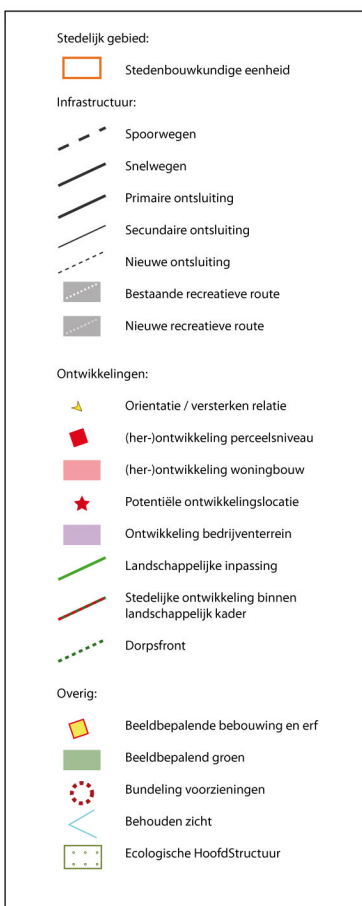 Stedelijk gebied:
Stedenbouwkundige eenheid
Infrastructuur:
Spoorwegen
Snelwegen
Primaire ontsluiting
Secundaire ontsluiting
Nieuwe ontsluiting
Bestaande recreatieve route
Nieuwe recreatieve route
Ontwikkelingen:
Orientatie / versterken relatie
(her-)ontwikkeling perceelsniveau
(her-)ontwikkeling woningbouw
Potentiële ontwikkelingslocatie
Ontwikkeling bedrijventerrein
Landschappelijke inpassing
Stedelijke ontwikkeling binnen
landschappelijk kader
Dorpsfront
Overig:
Beeldbepalende bebouwing en erf
Beeldbepalend groen
Bundeling voorzieningen
Behouden zicht
Ecologische HoofdStructuur